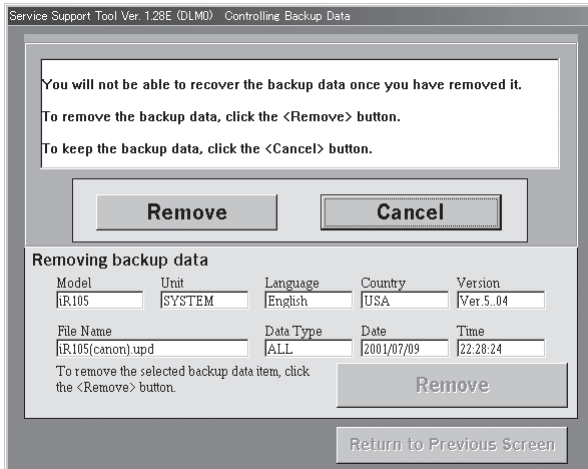 Service Support Tool Ver. 1.28E (DLM0) Controlling Backup Data
You will not be able to recover the backup data once you have removed it.
To remove the backup data, click the <Remove> button.
To keep the backup data, click the <Cancel> button.
Remove Cancel
Removing backup data
Model Unit Language Country Version
iR105 SYSTEM English USA Ver.5..04
File Name Data Type Date Time
iR105(canon).upd ALL 2001/07/09 22:28:24
To remove the selected backup data item, click
the <Remove> button.
Remove
Return to Previous Screen